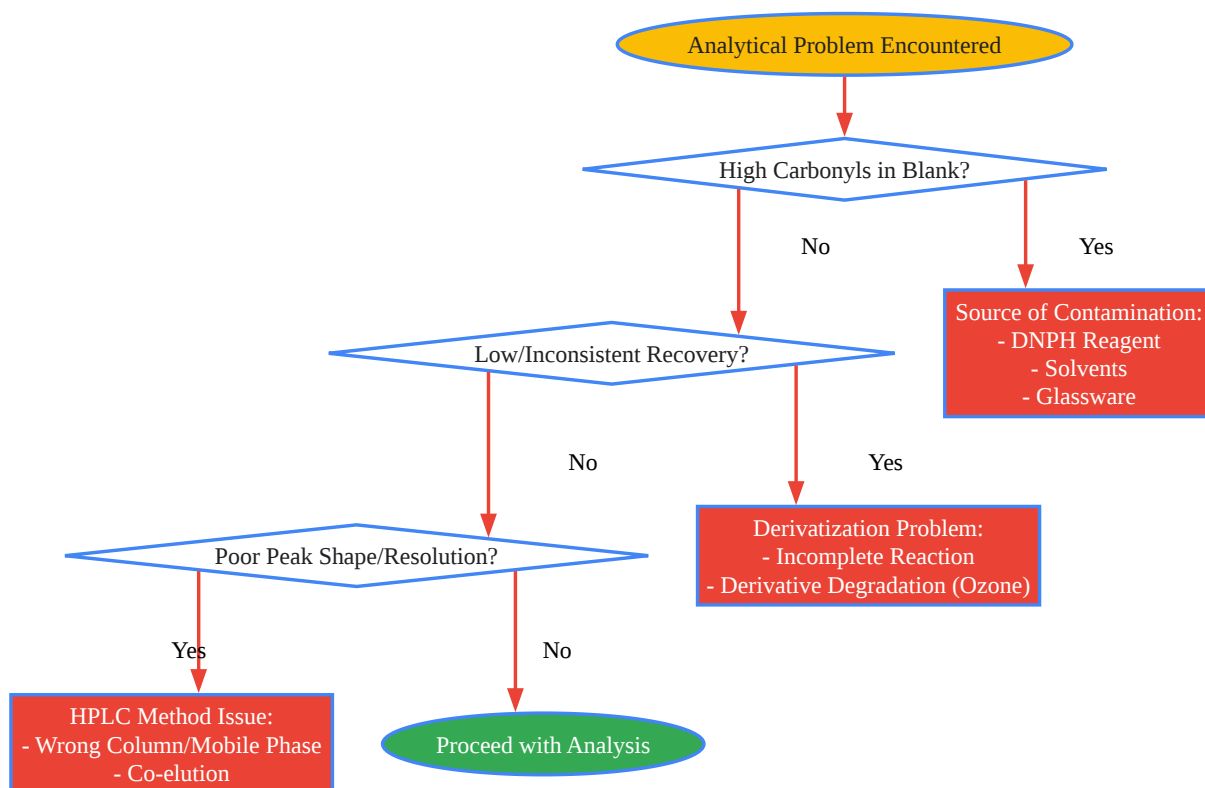 Analytical Problem Encountered
High Carbonyls in Blank?
No
Yes
Source of Contamination:
- DNPH Reagent
- Solvents
- Glassware
Low/Inconsistent Recovery?
No
Yes
Derivatization Problem:
- Incomplete Reaction
- Derivative Degradation (Ozone)
Poor Peak Shape/Resolution?
Yes
No
HPLC Method Issue:
- Wrong Column/Mobile Phase
- Co-elution
Proceed with Analysis